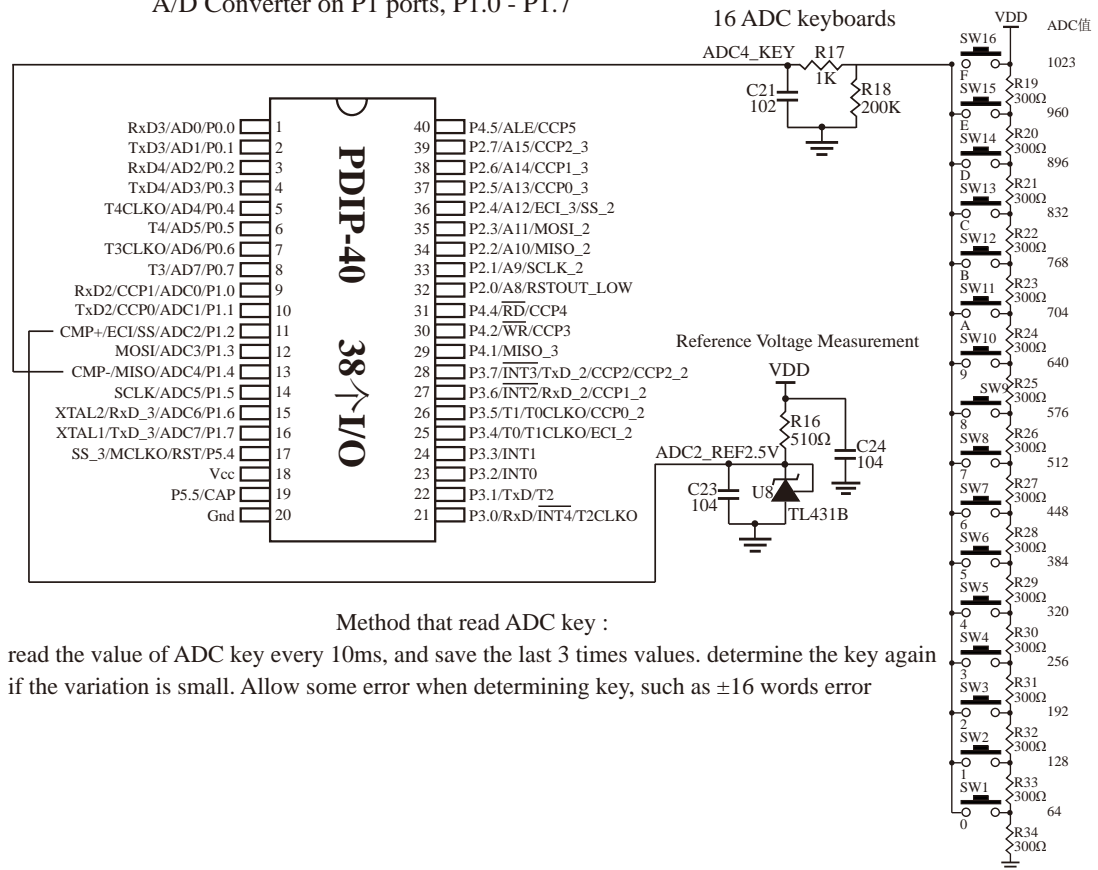 A/D Converter on P1 ports, P1.0 - P1.7
16 ADC keyboards
VDD
ADC值
ADC4_KEY
R17
1K
C21
102
R18
200K
PDIP-40
38个I/O
RxD3/AD0/P0.0 1
TxD3/AD1/P0.1 2
RxD4/AD2/P0.2 3
TxD4/AD3/P0.3 4
T4CLKO/AD4/P0.4 5
T4/AD5/P0.5 6
T3CLKO/AD6/P0.6 7
T3/AD7/P0.7 8
RxD2/CCP1/ADC0/P1.0 9
TxD2/CCP0/ADC1/P1.1 10
CMP+/ECI/SS/ADC2/P1.2 11
MOSI/ADC3/P1.3 12
CMP-/MISO/ADC4/P1.4 13
SCLK/ADC5/P1.5 14
XTAL2/RxD_3/ADC6/P1.6 15
XTAL1/TxD_3/ADC7/P1.7 16
SS_3/MCLKO/RST/P5.4 17
Vcc 18
P5.5/CAP 19
Gnd 20
40 P4.5/ALE/CCP5
39 P2.7/A15/CCP2_3
38 P2.6/A14/CCP1_3
37 P2.5/A13/CCP0_3
36 P2.4/A12/ECI_3/SS_2
35 P2.3/A11/MOSI_2
34 P2.2/A10/MISO_2
33 P2.1/A9/SCLK_2
32 P2.0/A8/RSTOUT_LOW
31 P4.4/RD/CCP4
30 P4.2/WR/CCP3
29 P4.1/MISO_3
28 P3.7/INT3/TxD_2/CCP2/CCP2_2
27 P3.6/INT2/RxD_2/CCP1_2
26 P3.5/T1/T0CLKO/CCP0_2
25 P3.4/T0/T1CLKO/ECI_2
24 P3.3/INT1
23 P3.2/INT0
22 P3.1/TxD/T2
21 P3.0/RxD/INT4/T2CLKO
Reference Voltage Measurement
VDD
R16
510Ω
ADC2_REF2.5V
C24
104
C23
104
U8
TL431B
SW16
1023
F
R19
300Ω
SW15
960
E
R20
300Ω
SW14
896
D
R21
300Ω
SW13
832
C
R22
300Ω
SW12
768
B
R23
300Ω
SW11
704
A
R24
300Ω
SW10
640
9
R25
300Ω
SW9
576
8
R26
300Ω
SW8
512
7
R27
300Ω
SW7
448
6
R28
300Ω
SW6
384
5
R29
300Ω
SW5
320
4
R30
300Ω
SW4
256
3
R31
300Ω
SW3
192
2
R32
300Ω
SW2
128
1
R33
300Ω
SW1
64
0
R34
300Ω
Method that read ADC key :
read the value of ADC key every 10ms, and save the last 3 times values. determine the key again
if the variation is small. Allow some error when determining key, such as ±16 words error